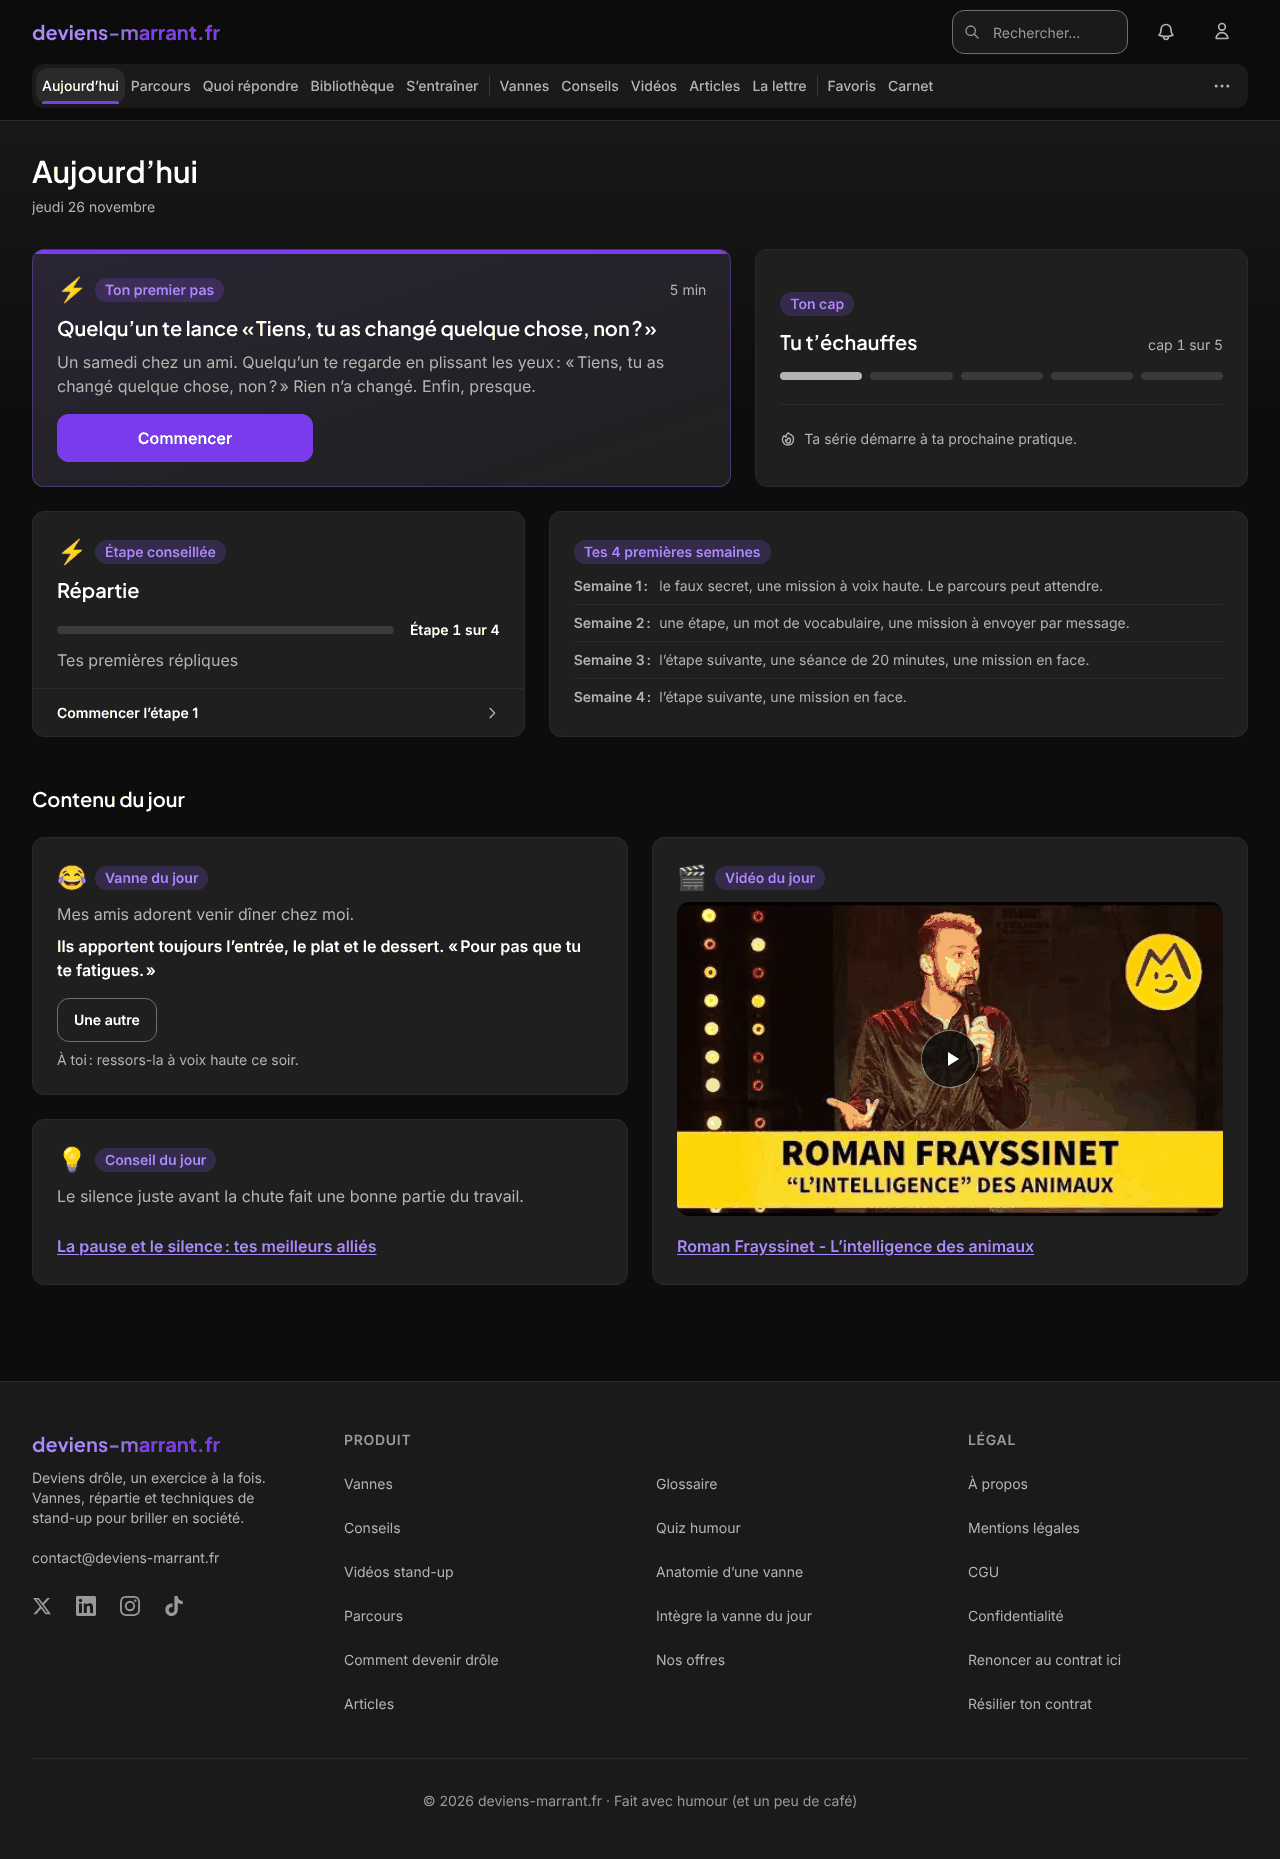 deviens-marrant.fr
Rechercher...
Aujourd’hui Parcours Quoi répondre Bibliothèque S’entraîner Vannes Conseils Vidéos Articles La lettre Favoris Carnet
Aujourd’hui
jeudi 26 novembre
Ton premier pas
5 min
Quelqu’un te lance « Tiens, tu as changé quelque chose, non ? »
Un samedi chez un ami. Quelqu’un te regarde en plissant les yeux : « Tiens, tu as
changé quelque chose, non ? » Rien n’a changé. Enfin, presque.
Commencer
Ton cap
Tu t’échauffes
cap 1 sur 5
Ta série démarre à ta prochaine pratique.
Étape conseillée
Répartie
Étape 1 sur 4
Tes premières répliques
Commencer l’étape 1
Tes 4 premières semaines
Semaine 1 : le faux secret, une mission à voix haute. Le parcours peut attendre.
Semaine 2 : une étape, un mot de vocabulaire, une mission à envoyer par message.
Semaine 3 : l’étape suivante, une séance de 20 minutes, une mission en face.
Semaine 4 : l’étape suivante, une mission en face.
Contenu du jour
Vanne du jour
Mes amis adorent venir dîner chez moi.
Ils apportent toujours l’entrée, le plat et le dessert. « Pour pas que tu
te fatigues. »
Une autre
À toi : ressors-la à voix haute ce soir.
Conseil du jour
Le silence juste avant la chute fait une bonne partie du travail.
La pause et le silence : tes meilleurs alliés
Vidéo du jour
ROMAN FRAYSSINET
“L’INTELLIGENCE” DES ANIMAUX
Roman Frayssinet - L’intelligence des animaux
deviens-marrant.fr
Deviens drôle, un exercice à la fois.
Vannes, répartie et techniques de
stand-up pour briller en société.
contact@deviens-marrant.fr
PRODUIT
Vannes
Conseils
Vidéos stand-up
Parcours
Comment devenir drôle
Articles
Glossaire
Quiz humour
Anatomie d’une vanne
Intègre la vanne du jour
Nos offres
LÉGAL
À propos
Mentions légales
CGU
Confidentialité
Renoncer au contrat ici
Résilier ton contrat
© 2026 deviens-marrant.fr · Fait avec humour (et un peu de café)